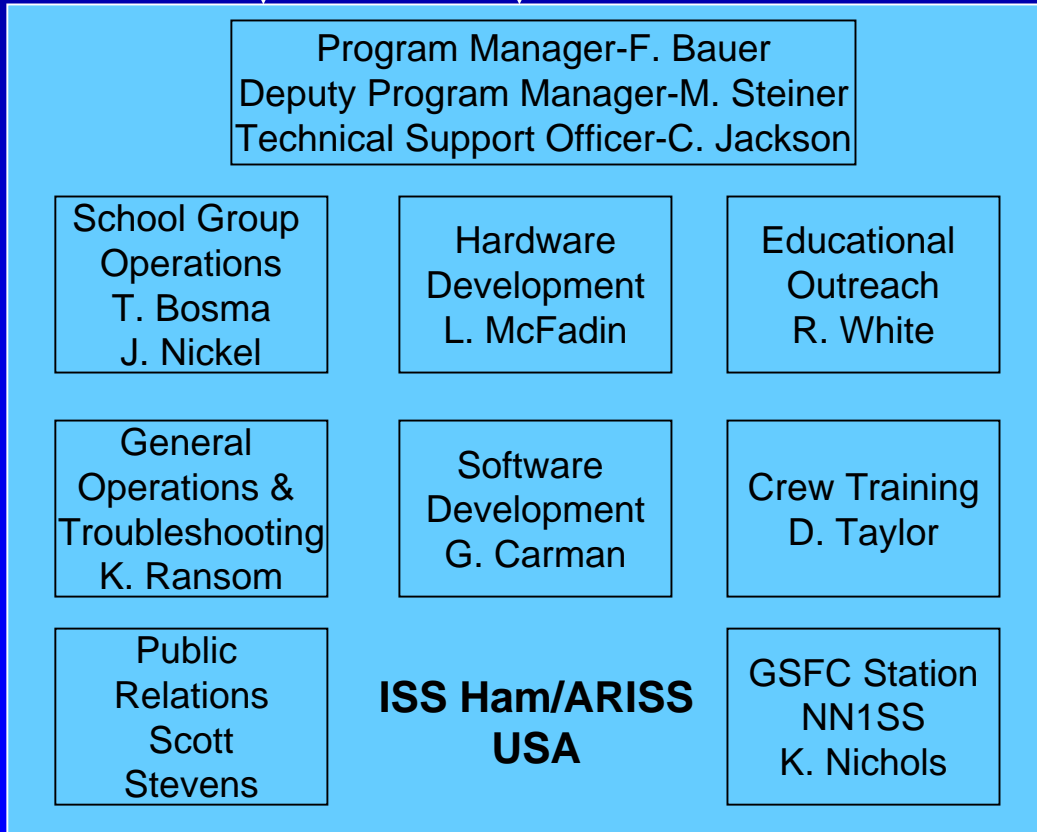 Program Manager-F. Bauer
Deputy Program Manager-M. Steiner
Technical Support Officer-C. Jackson
School Group
Operations
T. Bosma
J. Nickel
Hardware
Development
L. McFadin
Educational
Outreach
R. White
General
Operations &
Troubleshooting
K. Ransom
Software
Development
G. Carman
Crew Training
D. Taylor
Public
Relations
Scott
Stevens
ISS Ham/ARISS
USA
GSFC Station
NN1SS
K. Nichols